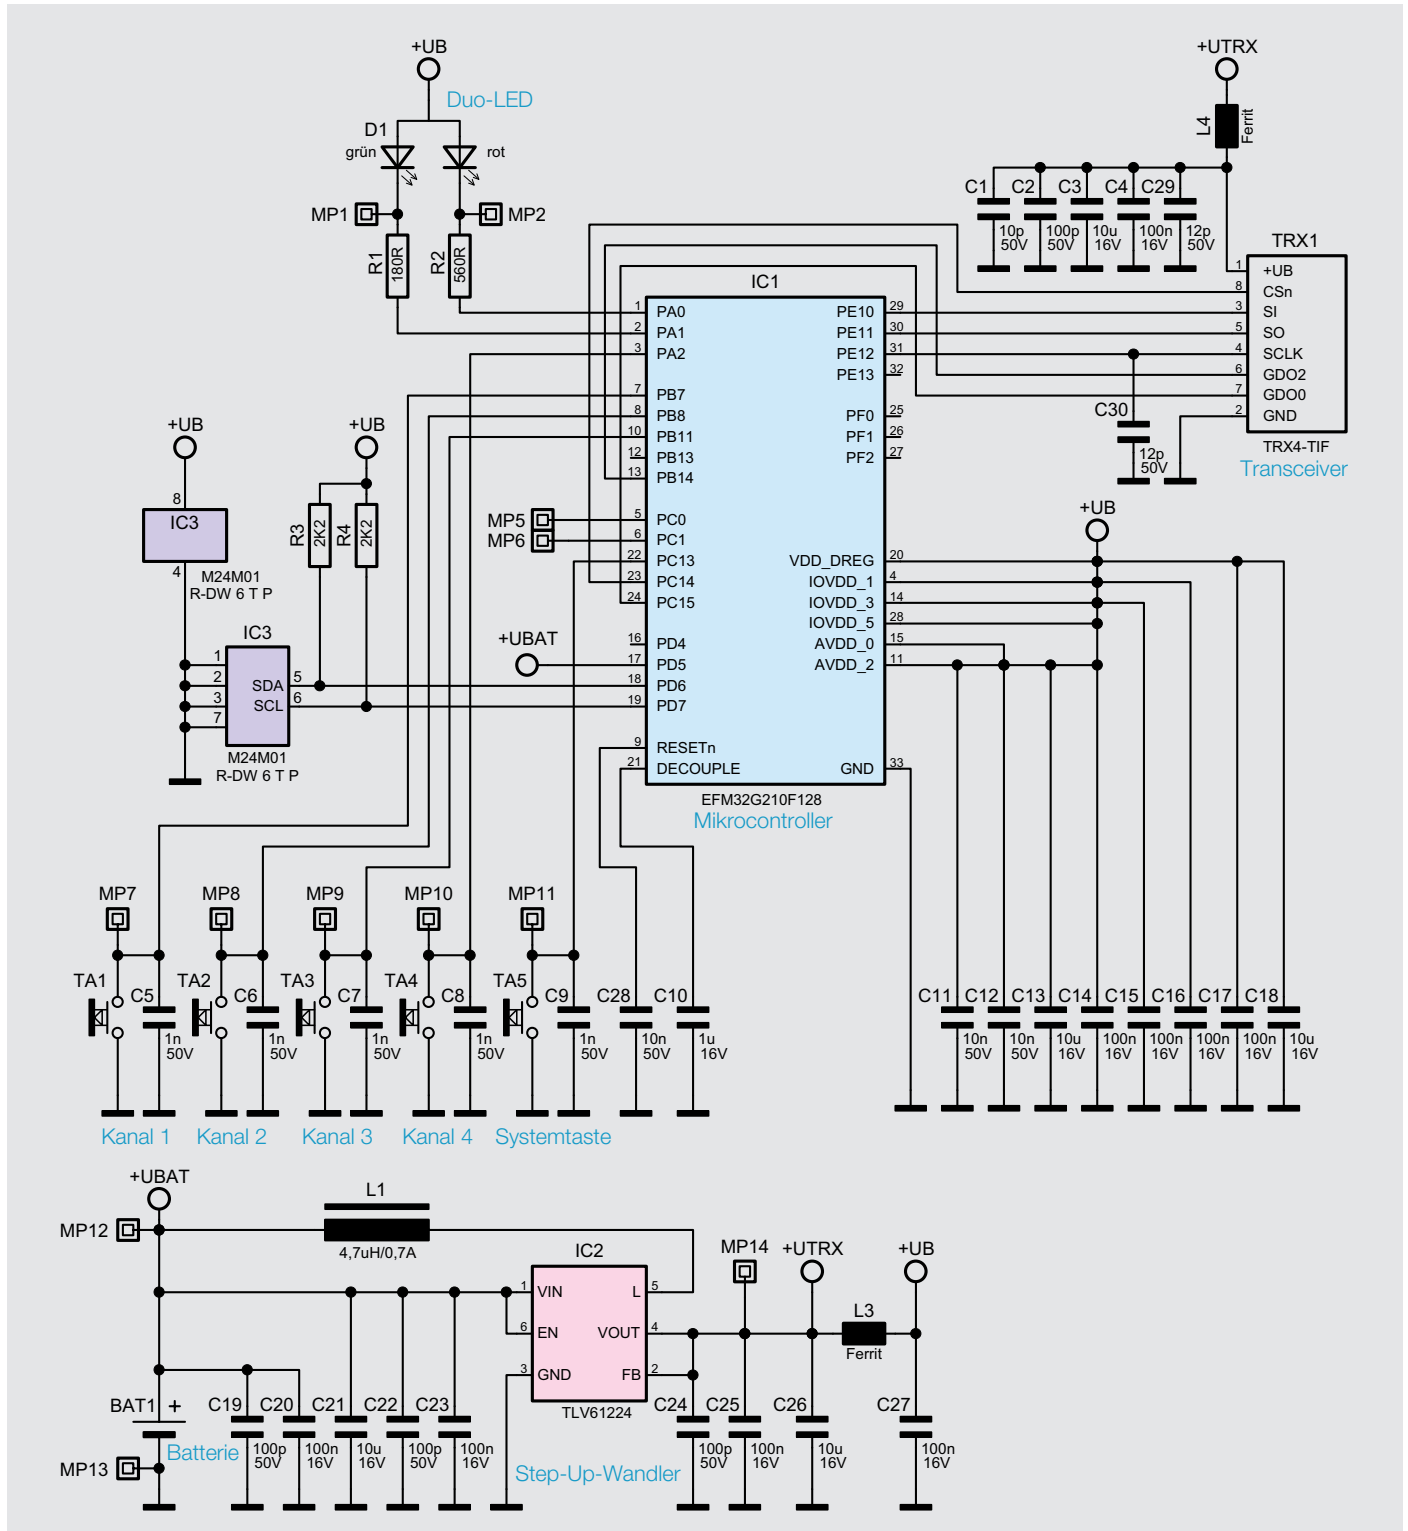 +UB
Duo-LED
D1
grün
rot
MP1
MP2
R1
180R
R2
560R
+UTRX
L4
Ferrit
C1
10p
50V
C2
100p
50V
C3
10u
16V
C4
100n
16V
C29
12p
50V
TRX1
1 +UB
8 CSn
3 SI
5 SO
4 SCLK
6 GDO2
7 GDO0
2 GND
TRX4-TIF
Transceiver
C30
12p
50V
IC1
1 PA0
2 PA1
3 PA2
7 PB7
8 PB8
10 PB11
12 PB13
13 PB14
5 PC0
6 PC1
22 PC13
23 PC14
24 PC15
16 PD4
17 PD5
18 PD6
19 PD7
9 RESETn
21 DECOUPLE
PE10 29
PE11 30
PE12 31
PE13 32
PF0 25
PF1 26
PF2 27
VDD_DREG 20
IOVDD_1 4
IOVDD_3 14
IOVDD_5 28
AVDD_0 15
AVDD_2 11
GND 33
EFM32G210F128
Mikrocontroller
+UB
+UB
8
IC3
4
M24M01
R-DW 6 T P
+UB
R3
2K2
R4
2K2
MP5
MP6
+UBAT
IC3
1
2
3
7
SDA 5
SCL 6
M24M01
R-DW 6 T P
MP7
TA1
C5
1n
50V
Kanal 1
MP8
TA2
C6
1n
50V
Kanal 2
MP9
TA3
C7
1n
50V
Kanal 3
MP10
TA4
C8
1n
50V
Kanal 4
MP11
TA5
C9
1n
50V
Systemtaste
C28
10n
50V
C10
1u
16V
C11
10n
50V
C12
10n
50V
C13
10u
16V
C14
100n
16V
C15
100n
16V
C16
100n
16V
C17
100n
16V
C18
10u
16V
+UBAT
MP12
L1
4,7uH/0,7A
IC2
1 VIN
6 EN
3 GND
L 5
VOUT 4
FB 2
TLV61224
Step-Up-Wandler
MP14
+UTRX
+UB
L3
Ferrit
BAT1 +
Batterie
MP13
C19
100p
50V
C20
100n
16V
C21
10u
16V
C22
100p
50V
C23
100n
16V
C24
100p
50V
C25
100n
16V
C26
10u
16V
C27
100n
16V